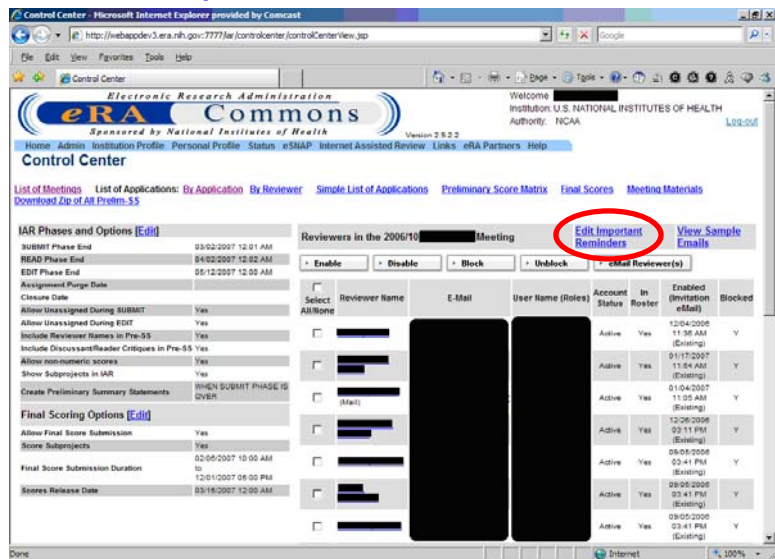 Control Center - Microsoft Internet Explorer provided by Comcast
http://webappdev3.era.nih.gov:7777/iar/controlcenter/controlCenterView.jsp
Google
File Edit View Favorites Tools Help
Control Center
Page Tools
Electronic Research Administration
eRA Commons
Sponsored by National Institutes of Health
Version 2.9.2.2
Welcome
Institution: U.S. NATIONAL INSTITUTES OF HEALTH
Authority: NCAA
Log-out
Home Admin Institution Profile Personal Profile Status eSNAP Internet Assisted Review Links eRA Partners Help
Control Center
List of Meetings List of Applications: By Application By Reviewer Simple List of Applications Preliminary Score Matrix Final Scores Meeting Materials
Download Zip of All Prelim-SS
IAR Phases and Options [Edit]
SUBMIT Phase End 03/02/2007 12:01 AM
READ Phase End 04/02/2007 12:02 AM
EDIT Phase End 05/12/2007 12:00 AM
Assignment Purge Date
Closure Date
Allow Unassigned During SUBMIT Yes
Allow Unassigned During EDIT Yes
Include Reviewer Names in Pre-SS Yes
Include Discussant/Reader Critiques in Pre-SS Yes
Allow non-numeric scores Yes
Show Subprojects in IAR Yes
Create Preliminary Summary Statements WHEN SUBMIT PHASE IS OVER
Final Scoring Options [Edit]
Allow Final Score Submission Yes
Score Subprojects Yes
Final Score Submission Duration 02/06/2007 10:00 AM
to
12/01/2007 06:00 PM
Scores Release Date 03/16/2007 12:00 AM
Reviewers in the 2006/10 Meeting
Edit Important Reminders
View Sample Emails
Enable Disable Block Unblock eMail Reviewer(s)
Select All/None Reviewer Name E-Mail User Name (Roles) Account Status In Roster Enabled (Invitation eMail) Blocked
Active Yes 12/04/2006 11:36 AM (Existing) Y
Active Yes 01/17/2007 11:54 AM (Existing) Y
(Mail) Active Yes 01/04/2007 11:05 AM (Existing) Y
Active Yes 12/26/2006 03:11 PM (Existing) Y
Active Yes 09/05/2006 03:41 PM (Existing) Y
Active Yes 09/05/2006 03:41 PM (Existing) Y
Active Yes 09/05/2006 03:41 PM (Existing) Y
Done
Internet
100%